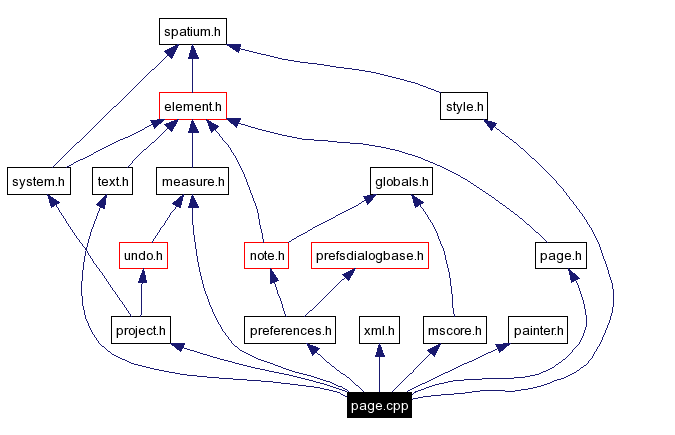 spatium.h
element.h
style.h
system.h
text.h
measure.h
globals.h
undo.h
note.h
prefsdialogbase.h
page.h
project.h
preferences.h
xml.h
mscore.h
painter.h
page.cpp